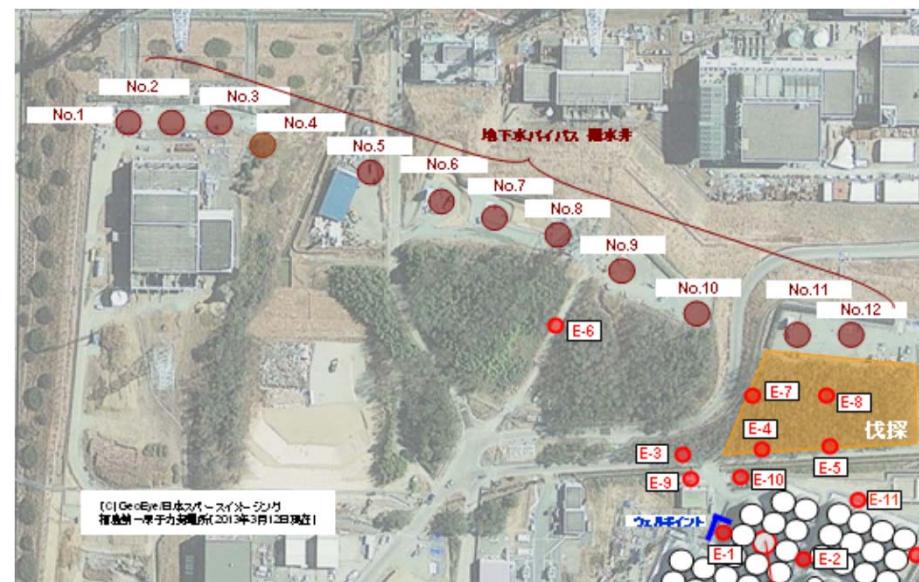 No.1
No.2
No.3
No.4
No.5
No.6
No.7
No.8
No.9
No.10
No.11
No.12
地下水バイパス 揚水井
E-6
E-7
E-8
E-4
伐採
E-3
E-5
E-9
E-10
E-11
ウェルポイント
E-1
E-2
(C)GeoEye/日本スペースイメージング
福島第一原子力発電所(2013年3月12日現在)